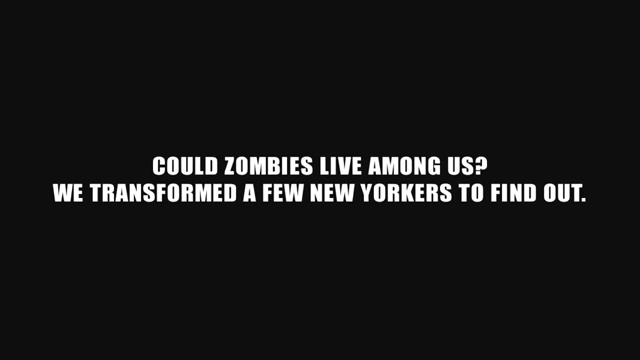 COULD ZOMBIES LIVE AMONG US?
WE TRANSFORMED A FEW NEW YORKERS TO FIND OUT.